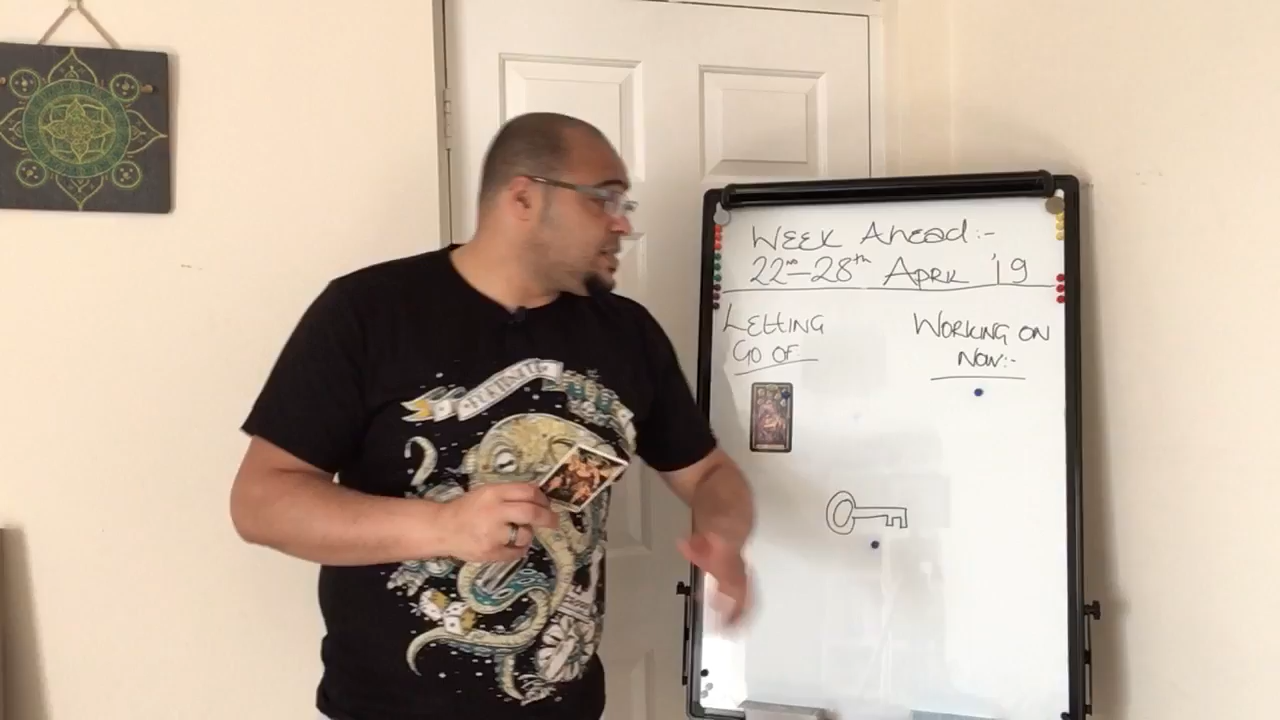 WEEK AHEAD:-
22nd-28th APRIL '19
LETTING
GO OF:-
WORKING ON
NOW:-